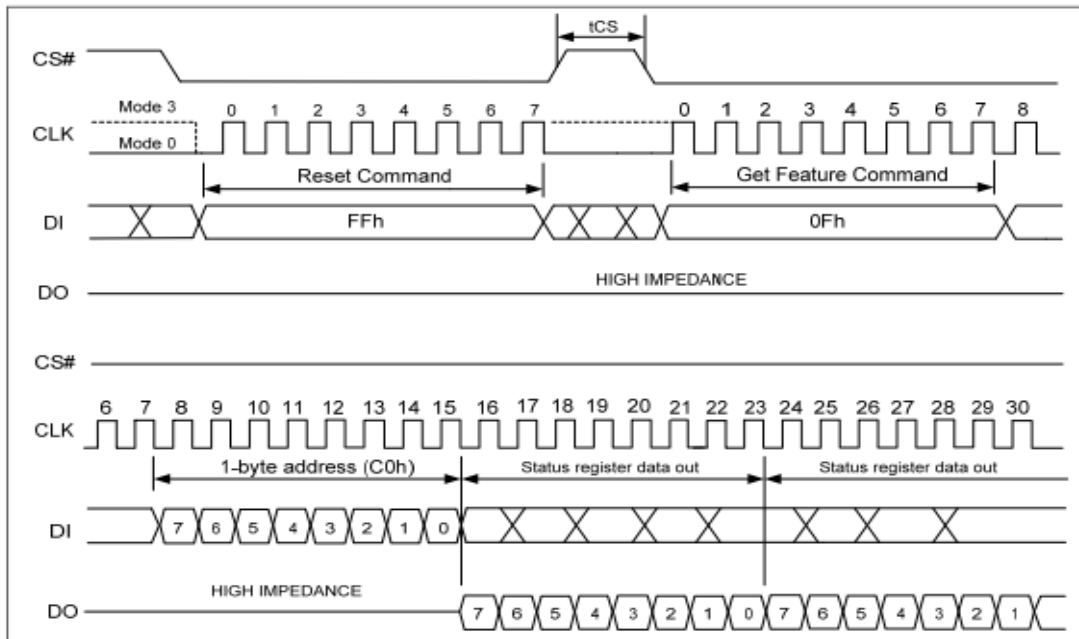 tCS
CS#
Mode 3
0 1 2 3 4 5 6 7 0 1 2 3 4 5 6 7 8
CLK
Mode 0
Reset Command Get Feature Command
DI FFh 0Fh
HIGH IMPEDANCE
DO
CS#
6 7 8 9 10 11 12 13 14 15 16 17 18 19 20 21 22 23 24 25 26 27 28 29 30
CLK
1-byte address (C0h) Status register data out Status register data out
DI 7 6 5 4 3 2 1 0
HIGH IMPEDANCE
DO 7 6 5 4 3 2 1 0 7 6 5 4 3 2 1